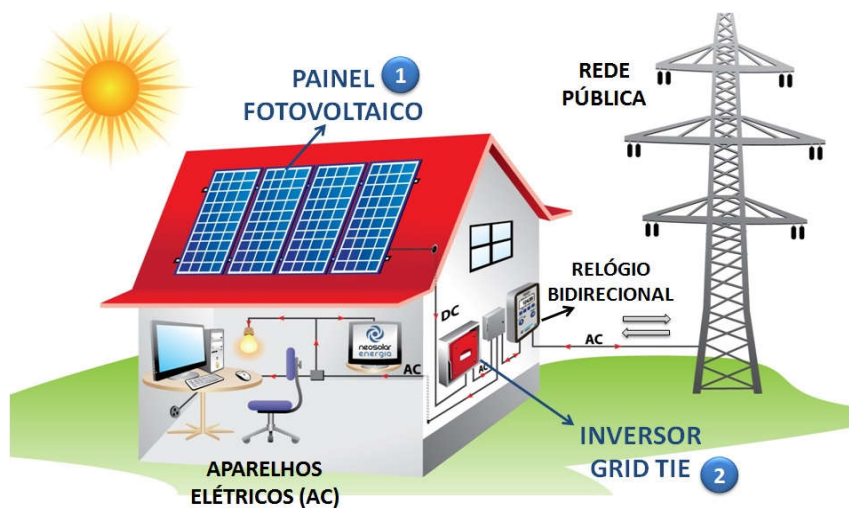 PAINEL 1
FOTOVOLTAICO
REDE
PÚBLICA
RELÓGIO
BIDIRECIONAL
DC
neosolar
energia
AC
AC
AC
INVERSOR
GRID TIE 2
APARELHOS
ELÉTRICOS (AC)